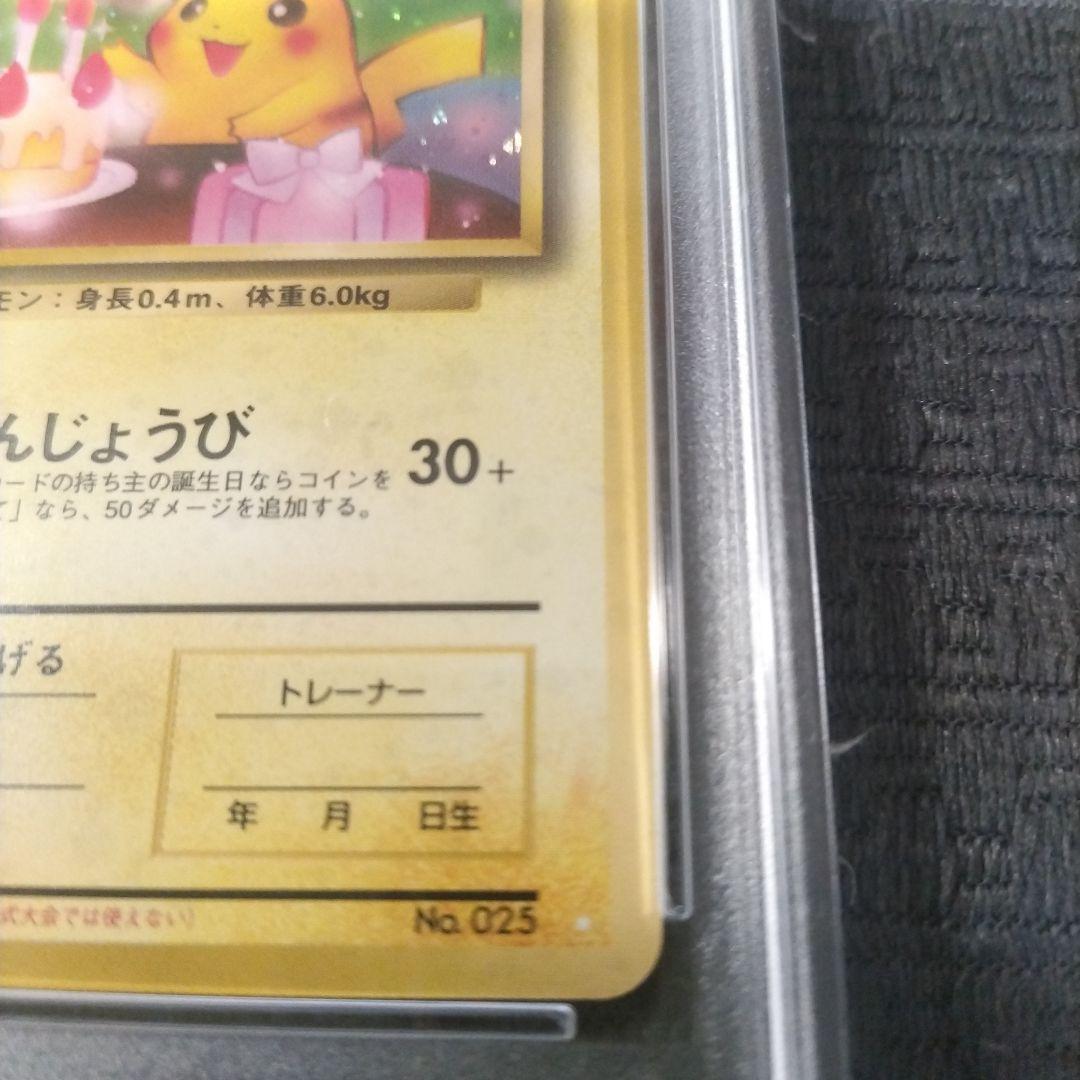 モン：身長0.4m、体重6.0kg
んじょうび
30+
ードの持ち主の誕生日ならコインを
」なら、50ダメージを追加する。
げる
トレーナー
年 月 日生
式大会では使えない)
No. 025